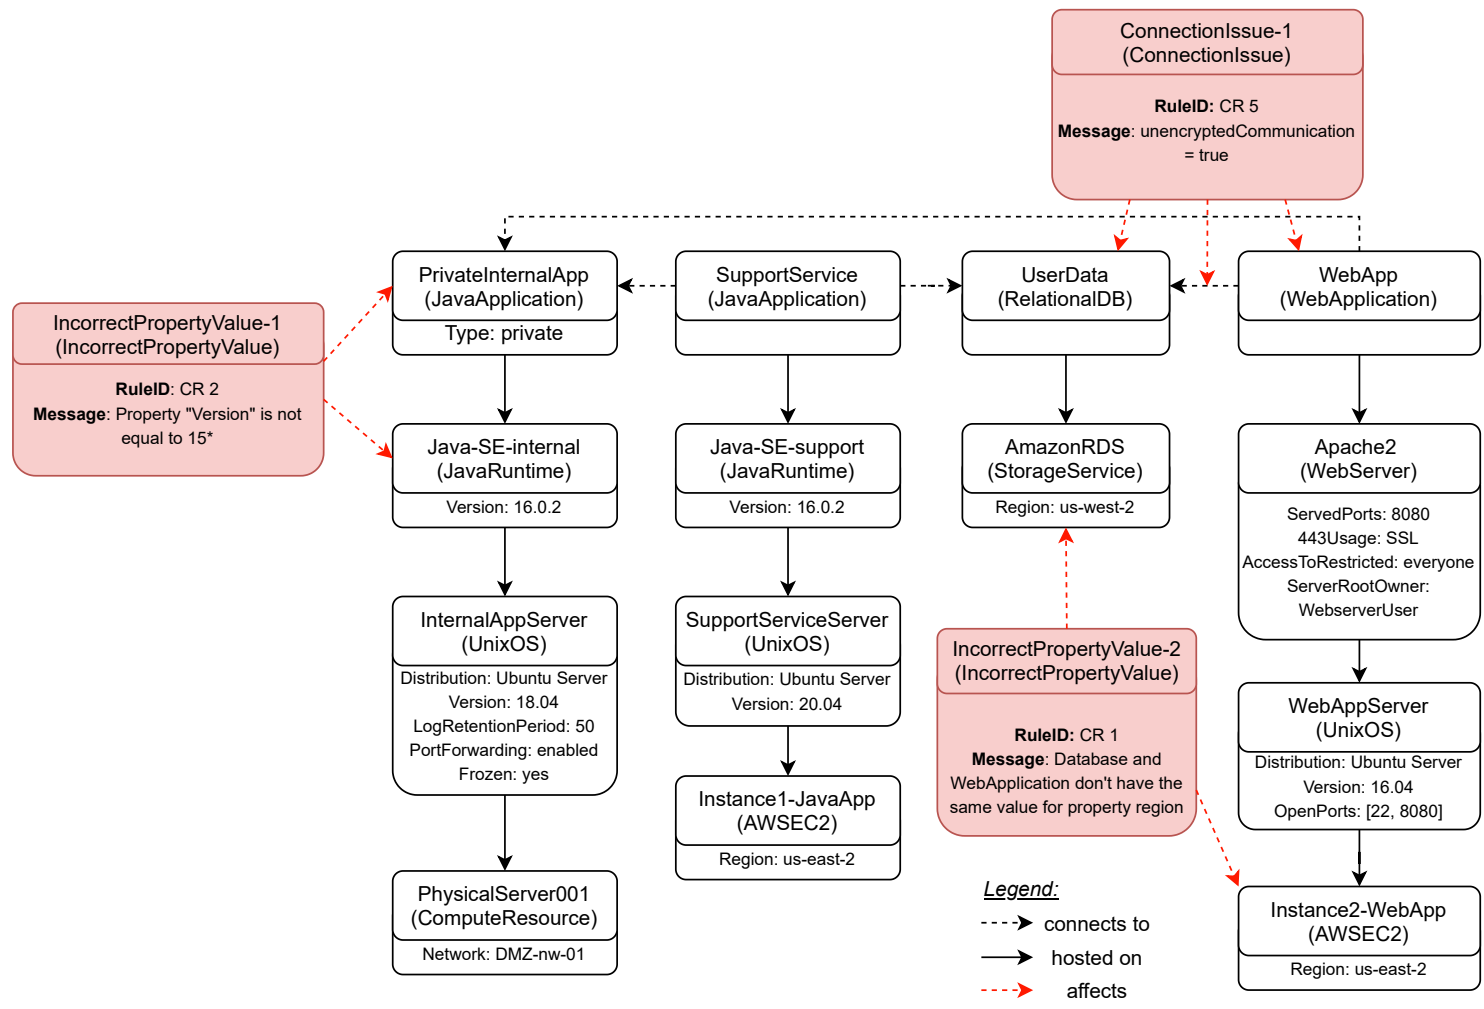 ConnectionIssue-1
(ConnectionIssue)
RuleID: CR 5
Message: unencryptedCommunication
= true
PrivateInternalApp
(JavaApplication)
Type: private
SupportService
(JavaApplication)
UserData
(RelationalDB)
WebApp
(WebApplication)
IncorrectPropertyValue-1
(IncorrectPropertyValue)
RuleID: CR 2
Message: Property "Version" is not
equal to 15*
Java-SE-internal
(JavaRuntime)
Version: 16.0.2
Java-SE-support
(JavaRuntime)
Version: 16.0.2
AmazonRDS
(StorageService)
Region: us-west-2
Apache2
(WebServer)
ServedPorts: 8080
443Usage: SSL
AccessToRestricted: everyone
ServerRootOwner:
WebserverUser
InternalAppServer
(UnixOS)
Distribution: Ubuntu Server
Version: 18.04
LogRetentionPeriod: 50
PortForwarding: enabled
Frozen: yes
SupportServiceServer
(UnixOS)
Distribution: Ubuntu Server
Version: 20.04
IncorrectPropertyValue-2
(IncorrectPropertyValue)
RuleID: CR 1
Message: Database and
WebApplication don't have the
same value for property region
WebAppServer
(UnixOS)
Distribution: Ubuntu Server
Version: 16.04
OpenPorts: [22, 8080]
Instance1-JavaApp
(AWSEC2)
Region: us-east-2
PhysicalServer001
(ComputeResource)
Network: DMZ-nw-01
Legend:
connects to
hosted on
affects
Instance2-WebApp
(AWSEC2)
Region: us-east-2